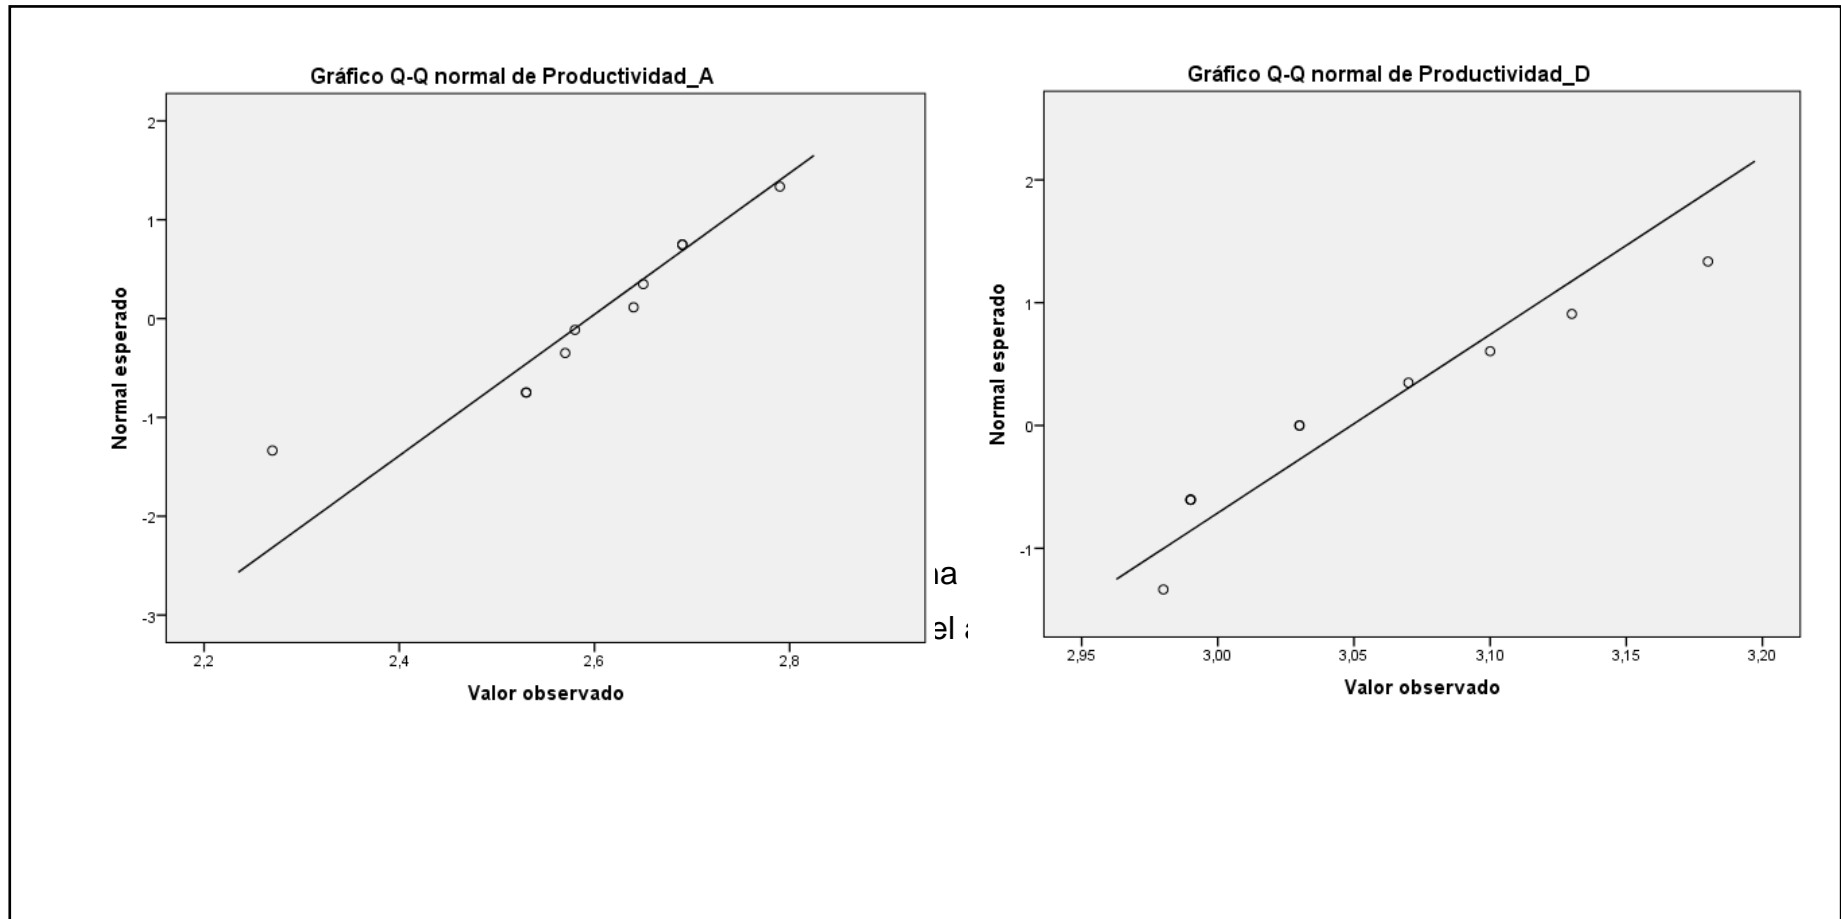 Gráfico Q-Q normal de Productividad_A
2
1
0
-1
-2
-3
Normal esperado
2,2
2,4
2,6
2,8
Valor observado
el
Gráfico Q-Q normal de Productividad_D
2
1
0
-1
Normal esperado
2,95
3,00
3,05
3,10
3,15
3,20
Valor observado